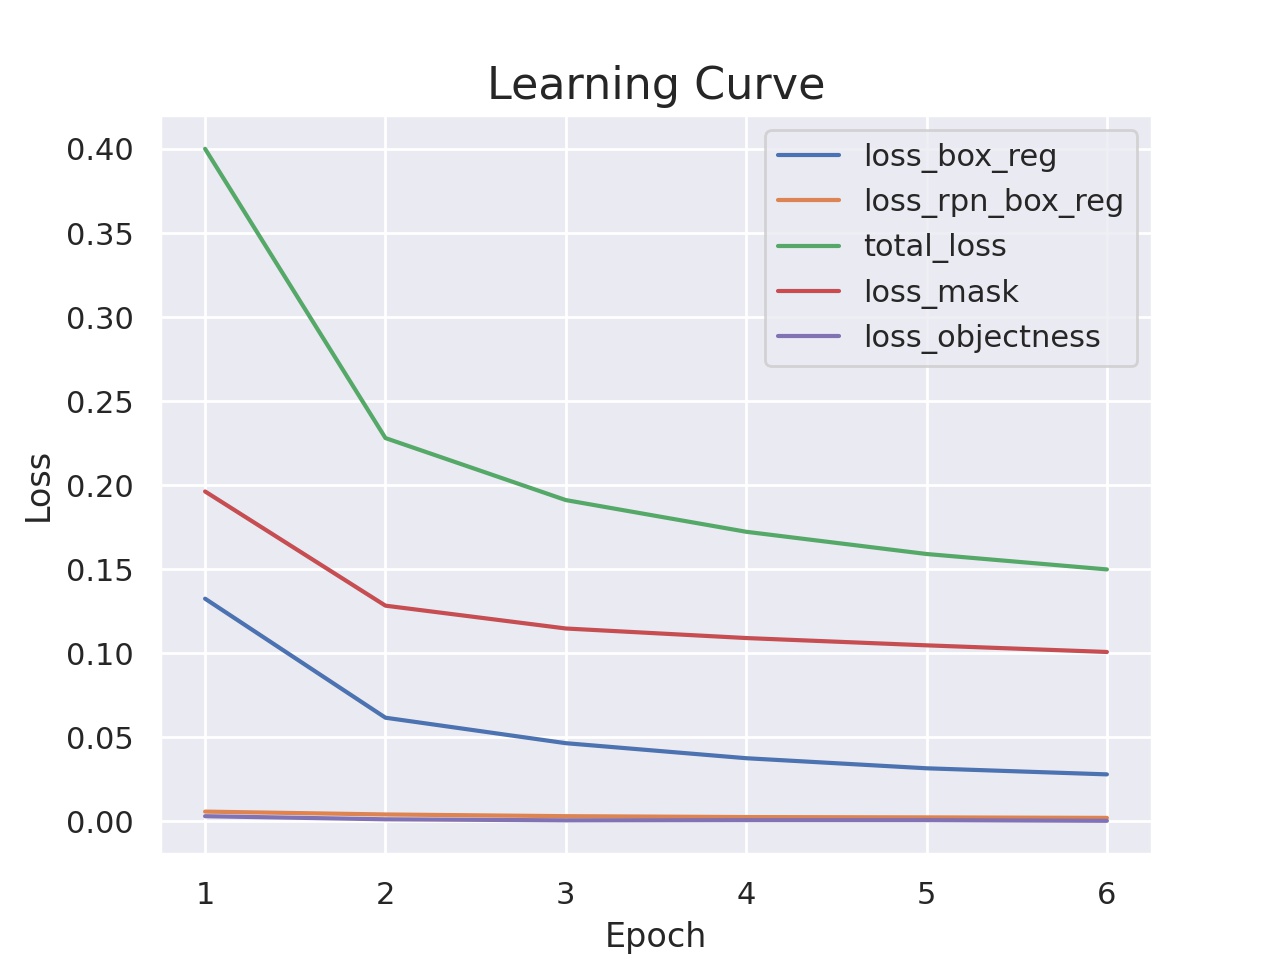 Learning Curve
loss_box_reg
loss_rpn_box_reg
total_loss
loss_mask
loss_objectness
Loss
0.40
0.35
0.30
0.25
0.20
0.15
0.10
0.05
0.00
1 2 3 4 5 6
Epoch